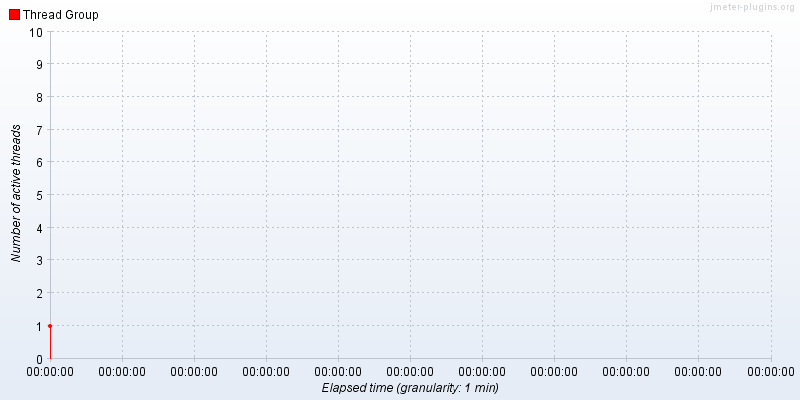 jmeter-plugins.org
Thread Group
10
9
8
7
6
5
4
3
2
1
0
Number of active threads
00:00:00 00:00:00 00:00:00 00:00:00 00:00:00 00:00:00 00:00:00 00:00:00 00:00:00 00:00:00 00:00:00
Elapsed time (granularity: 1 min)